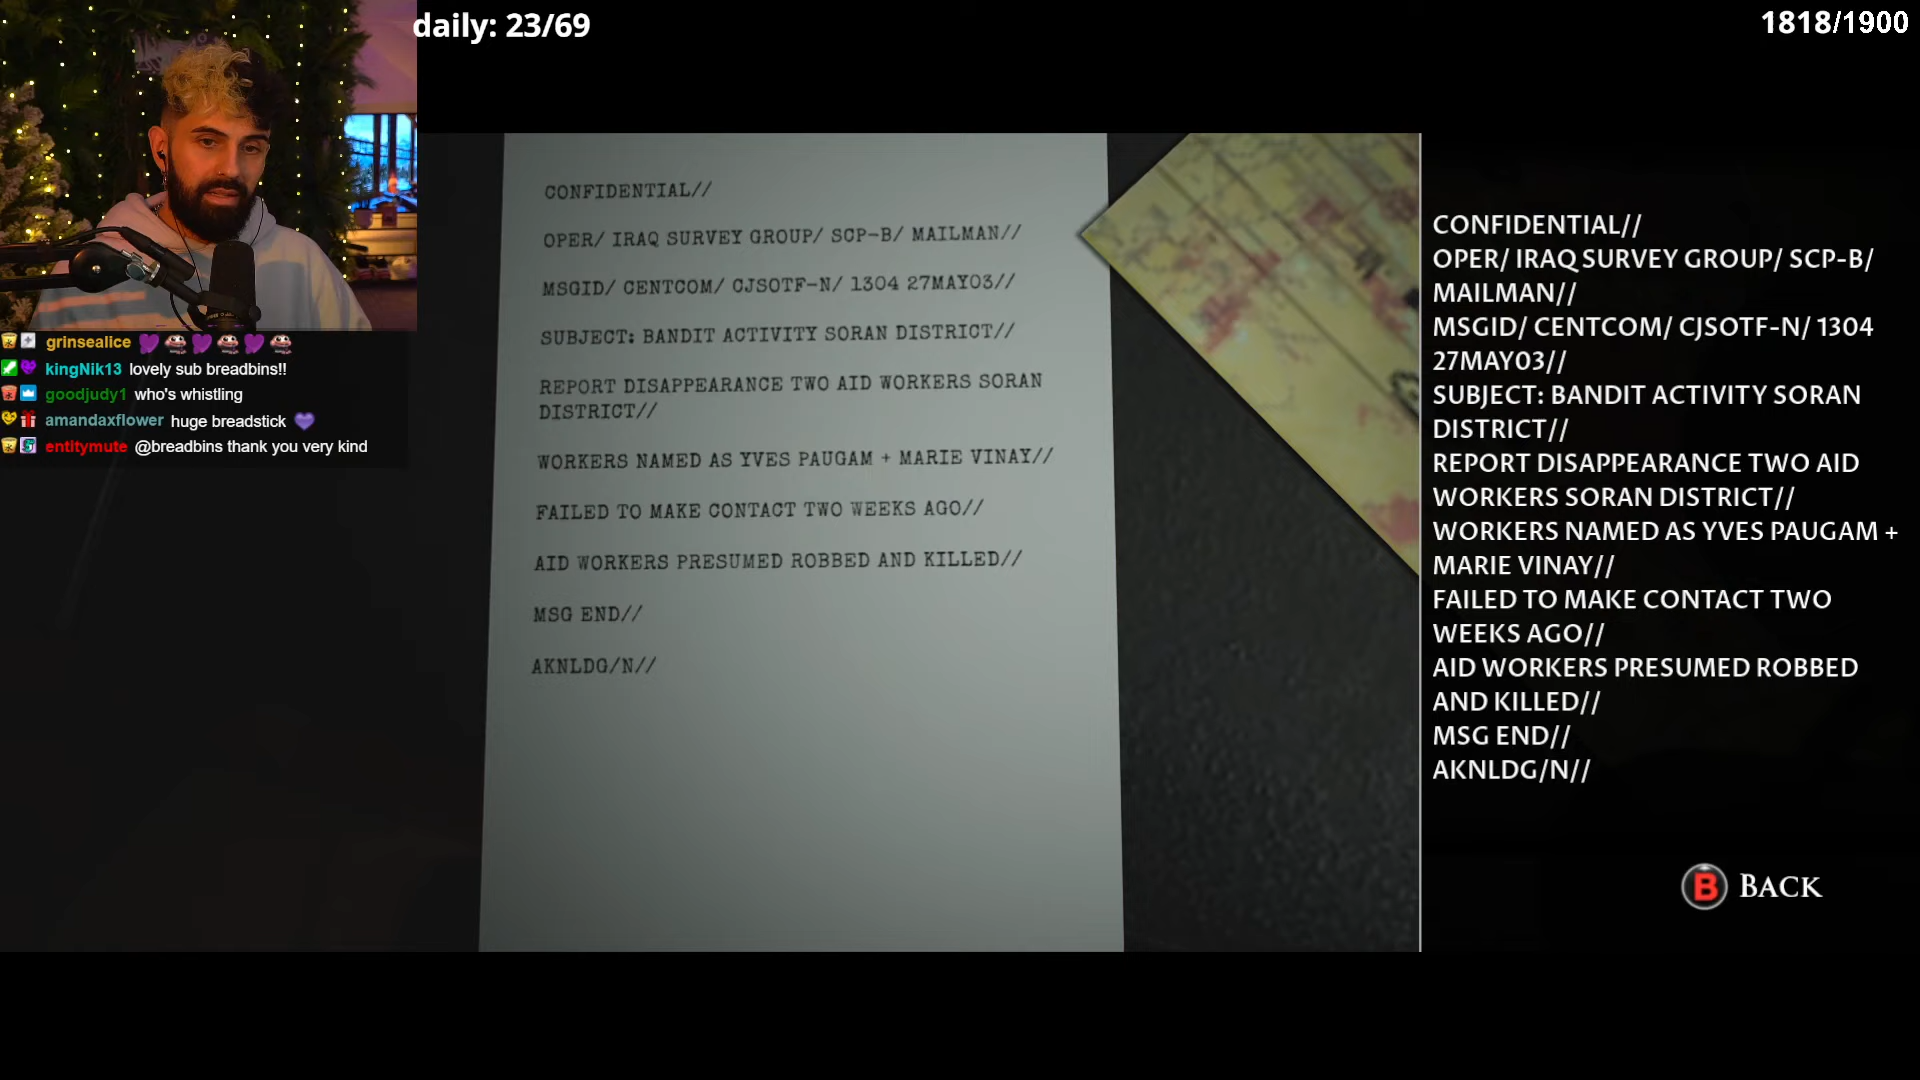 daily: 23/69
1818/1900
grinsealice
kingNik13 lovely sub breadbins!!
goodjudy1 who's whistling
amandaxflower huge breadstick
entitymute @breadbins thank you very kind
CONFIDENTIAL//
OPER/ IRAQ SURVEY GROUP/ SCP-B/ MAILMAN//
MSGID/ CENTCOM/ CJSOTF-N/ 1304 27MAY03//
SUBJECT: BANDIT ACTIVITY SORAN DISTRICT//
REPORT DISAPPEARANCE TWO AID WORKERS SORAN
DISTRICT//
WORKERS NAMED AS YVES PAUGAM + MARIE VINAY//
FAILED TO MAKE CONTACT TWO WEEKS AGO//
AID WORKERS PRESUMED ROBBED AND KILLED//
MSG END//
AKNLDG/N//
CONFIDENTIAL//
OPER/ IRAQ SURVEY GROUP/ SCP-B/
MAILMAN//
MSGID/ CENTCOM/ CJSOTF-N/ 1304
27MAY03//
SUBJECT: BANDIT ACTIVITY SORAN
DISTRICT//
REPORT DISAPPEARANCE TWO AID
WORKERS SORAN DISTRICT//
WORKERS NAMED AS YVES PAUGAM +
MARIE VINAY//
FAILED TO MAKE CONTACT TWO
WEEKS AGO//
AID WORKERS PRESUMED ROBBED
AND KILLED//
MSG END//
AKNLDG/N//
B BACK